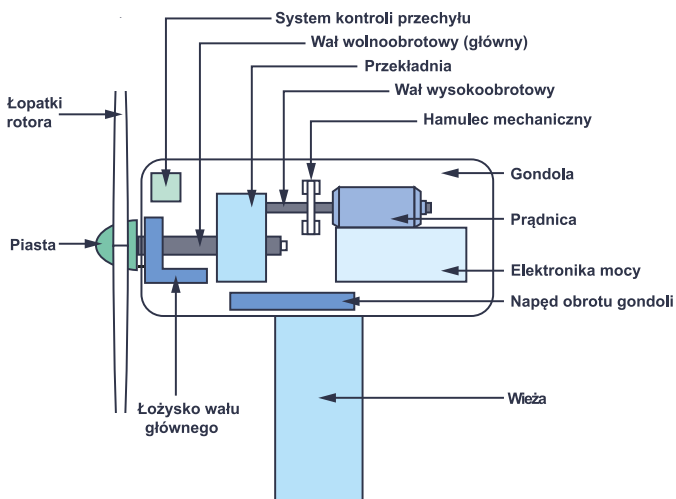 System kontroli przechyłu
Wał wolnoobrotowy (główny)
Przekładnia
Wał wysokoobrotowy
Hamulec mechaniczny
Łopatki
rotora
Gondola
Prądnica
Piasta
Elektronika mocy
Napęd obrotu gondoli
Łożysko wału
głównego
Wieża